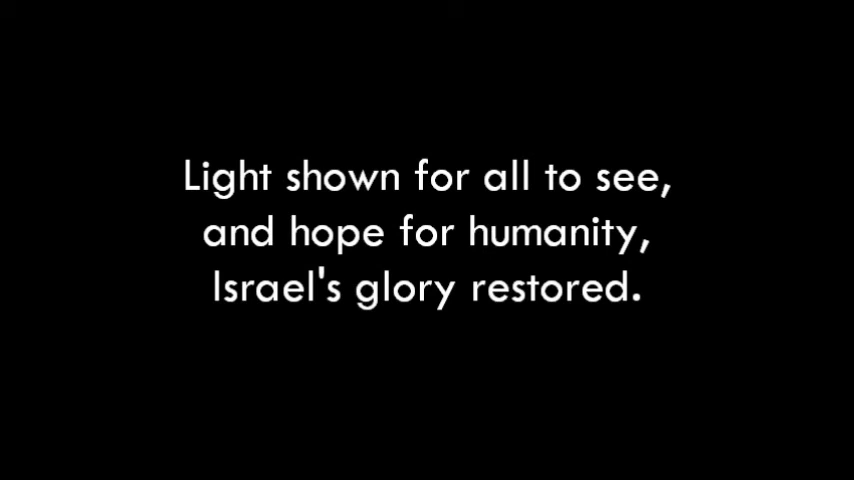 Light shown for all to see,
and hope for humanity,
Israel's glory restored.